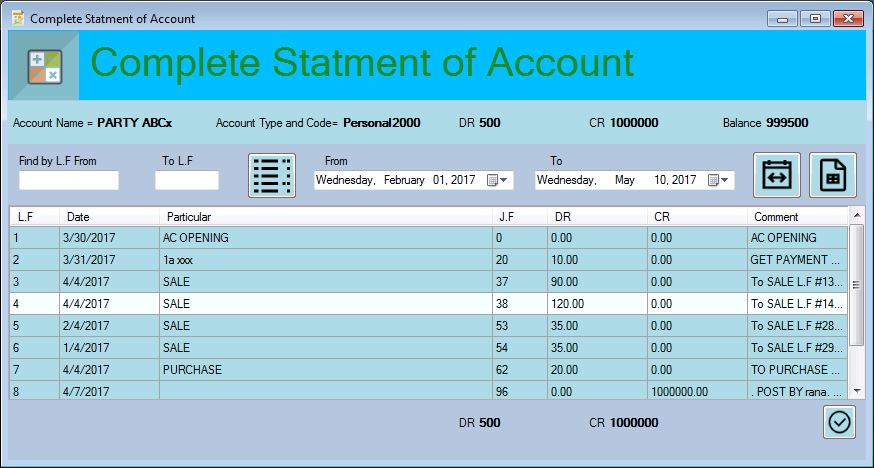 Complete Statment of Account
Complete Statment of Account
Account Name = PARTY ABCx Account Type and Code= Personal2000 DR 500 CR 1000000 Balance 999500
Find by L.F From To L.F From To
Wednesday, February 01, 2017 Wednesday, May 10, 2017
L.F Date Particular J.F DR CR Comment
1 3/30/2017 AC OPENING 0 0.00 0.00 AC OPENING
2 3/31/2017 1a xxx 20 10.00 0.00 GET PAYMENT ...
3 4/4/2017 SALE 37 90.00 0.00 To SALE L.F #13...
4 4/4/2017 SALE 38 120.00 0.00 To SALE L.F #14...
5 2/4/2017 SALE 53 35.00 0.00 To SALE L.F #28...
6 1/4/2017 SALE 54 35.00 0.00 To SALE L.F #29...
7 4/4/2017 PURCHASE 62 20.00 0.00 TO PURCHASE ...
8 4/7/2017 96 0.00 1000000.00 . POST BY rana. ...
DR 500 CR 1000000